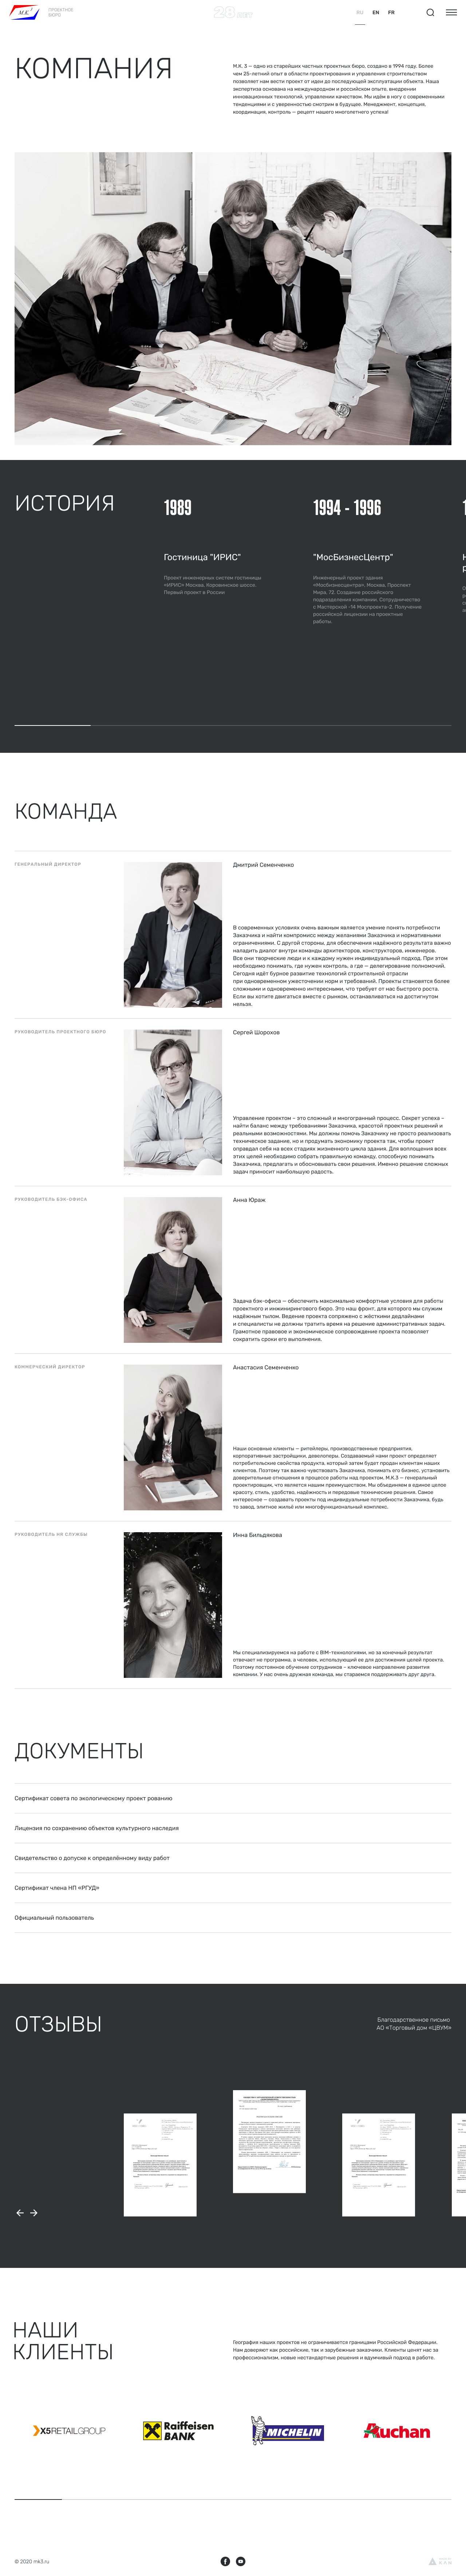 М.К. 3
ПРОЕКТНОЕ
БЮРО
28 лет
RU EN FR
КОМПАНИЯ
М.К. 3 — одно из старейших частных проектных бюро, создано в 1994 году. Более
чем 25-летний опыт в области проектирования и управления строительством
позволяет нам вести проект от идеи до последующей эксплуатации объекта. Наша
экспертиза основана на международном и российском опыте, внедрении
инновационных технологий, управлении качеством. Мы идём в ногу с современными
тенденциями и с уверенностью смотрим в будущее. Менеджмент, концепция,
координация, контроль — рецепт нашего многолетнего успеха!
ИСТОРИЯ
1989
Гостиница "ИРИС"
Проект инженерных систем гостиницы
«ИРИС» Москва, Коровинское шоссе.
Первый проект в России
1994 - 1996
"МосБизнесЦентр"
Инженерный проект здания
«Мосбизнесцентра». Москва, Проспект
Мира, 72. Создание российского
подразделения компании. Сотрудничество
с Мастерской -14 Моспроекта-2. Получение
российской лицензии на проектные
работы.
КОМАНДА
ГЕНЕРАЛЬНЫЙ ДИРЕКТОР
Дмитрий Семенченко
В современных условиях очень важным является умение понять потребности
Заказчика и найти компромисс между желаниями Заказчика и нормативными
ограничениями. С другой стороны, для обеспечения надёжного результата важно
наладить диалог внутри команды архитекторов, конструкторов, инженеров.
Все они творческие люди и к каждому нужен индивидуальный подход. При этом
необходимо понимать, где нужен контроль, а где — делегирование полномочий.
Сегодня идёт бурное развитие технологий строительной отрасли
при одновременном ужесточении норм и требований. Проекты становятся более
сложными и одновременно интересными, что требует от нас быстрого роста.
Если вы хотите двигаться вместе с рынком, останавливаться на достигнутом
нельзя.
РУКОВОДИТЕЛЬ ПРОЕКТНОГО БЮРО
Сергей Шорохов
Управление проектом – это сложный и многогранный процесс. Секрет успеха –
найти баланс между требованиями Заказчика, красотой проектных решений и
реальными возможностями. Мы должны помочь Заказчику не просто реализовать
техническое задание, но и продумать экономику проекта так, чтобы проект
оправдал себя на всех стадиях жизненного цикла здания. Для воплощения всех
этих целей необходимо собрать правильную команду, способную понимать
Заказчика, предлагать и обосновывать свои решения. Именно решение сложных
задач приносит наибольшую радость.
РУКОВОДИТЕЛЬ БЭК-ОФИСА
Анна Юраж
Задача бэк-офиса — обеспечить максимально комфортные условия для работы
проектного и инжинирингового бюро. Это наш фронт, для которого мы служим
надёжным тылом. Ведение проекта сопряжено с жёсткими дедлайнами
и специалисты не должны тратить время на решение административных задач.
Грамотное правовое и экономическое сопровождение проекта позволяет
сократить сроки его выполнения.
КОММЕРЧЕСКИЙ ДИРЕКТОР
Анастасия Семенченко
Наши основные клиенты — ритейлеры, производственные предприятия,
корпоративные застройщики, девелоперы. Создаваемый нами проект определяет
потребительские свойства продукта, который затем будет продан клиентам наших
клиентов. Поэтому так важно чувствовать Заказчика, понимать его бизнес, установить
доверительные отношения в процессе работы над проектом. М.К.3 — генеральный
проектировщик, что является нашим преимуществом. Мы объединяем в единое целое
красоту, стиль, удобство, надёжность и передовые технические решения. Самое
интересное — создавать проекты под индивидуальные потребности Заказчика, будь
то завод, элитное жильё или многофункциональный комплекс.
РУКОВОДИТЕЛЬ HR СЛУЖБЫ
Инна Бильдякова
Мы специализируемся на работе с BIM-технологиями, но за конечный результат
отвечает не программа, а человек, использующий ее для достижения целей проекта.
Поэтому постоянное обучение сотрудников – ключевое направление развития
компании. У нас очень дружная команда, мы стараемся поддерживать друг друга.
ДОКУМЕНТЫ
Сертификат совета по экологическому проект рованию
Лицензия по сохранению объектов культурного наследия
Свидетельство о допуске к определённому виду работ
Сертификат члена НП «РГУД»
Официальный пользователь
ОТЗЫВЫ
Благодарственное письмо
АО «Торговый дом «ЦВУМ»
НАШИ
КЛИЕНТЫ
География наших проектов не ограничивается границами Российской Федерации.
Нам доверяют как российские, так и зарубежные заказчики. Клиенты ценят нас за
профессионализм, новые нестандартные решения и вдумчивый подход в работе.
X5RETAILGROUP
Raiffeisen
BANK
MICHELIN
Auchan
© 2020 mk3.ru